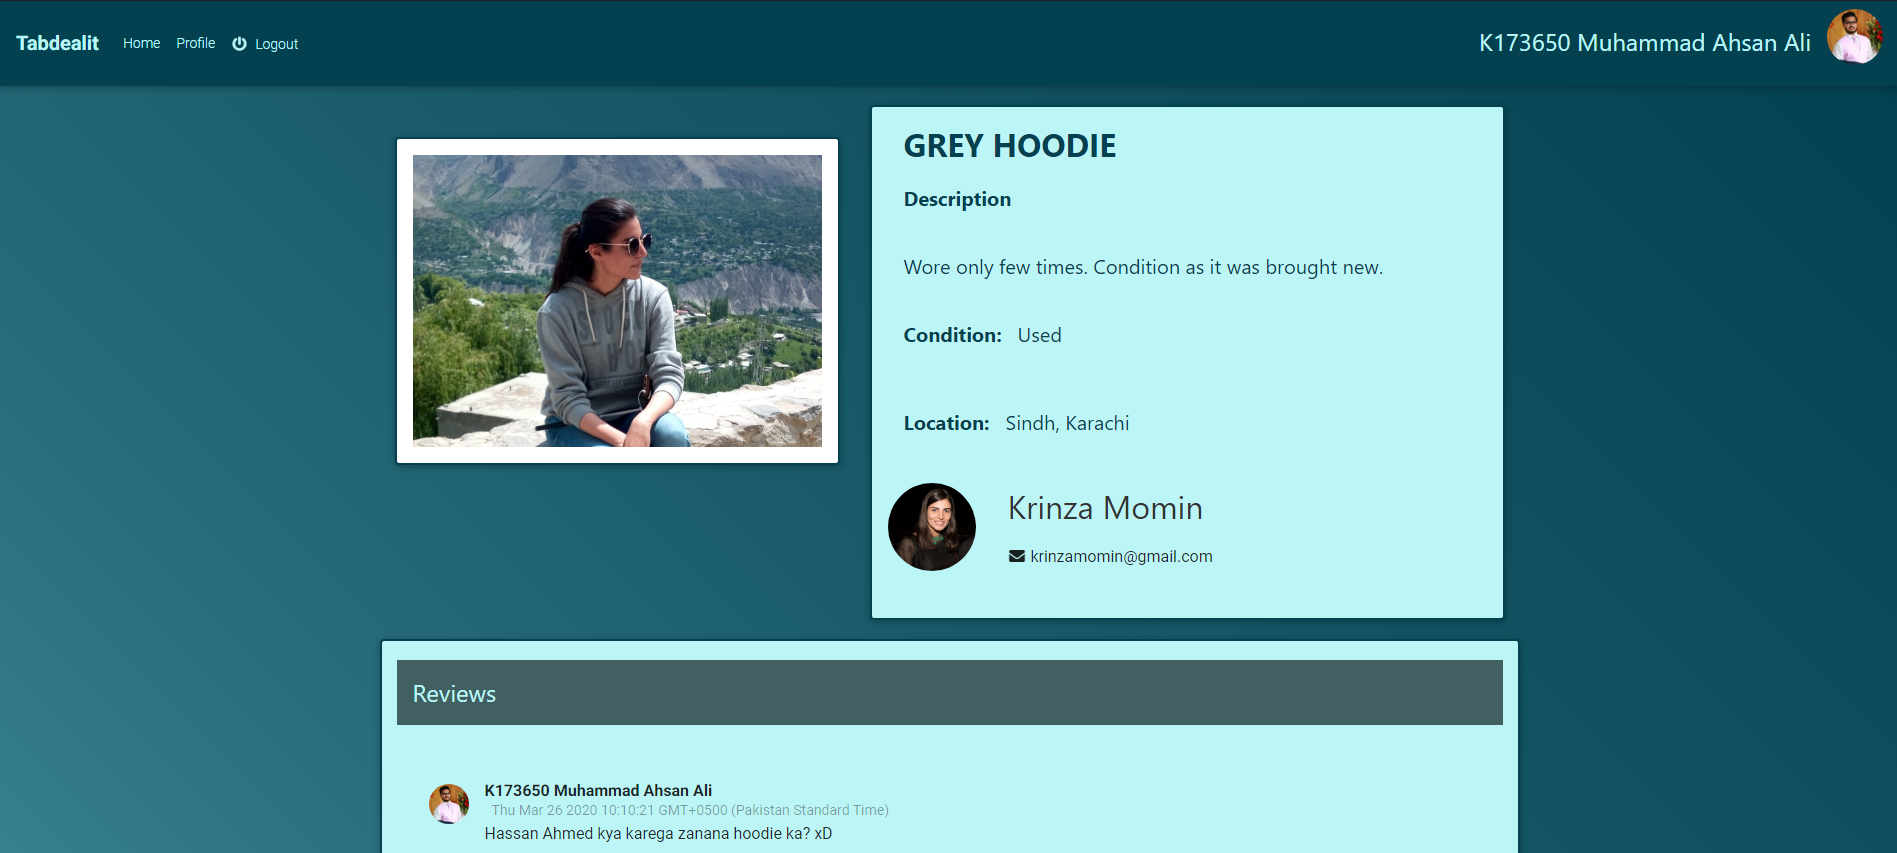 Tabdealit Home Profile Logout K173650 Muhammad Ahsan Ali
GREY HOODIE
Description
Wore only few times. Condition as it was brought new.
Condition: Used
Location: Sindh, Karachi
Krinza Momin
krinzamomin@gmail.com
Reviews
K173650 Muhammad Ahsan Ali
Thu Mar 26 2020 10:10:21 GMT+0500 (Pakistan Standard Time)
Hassan Ahmed kya karega zanana hoodie ka? xD